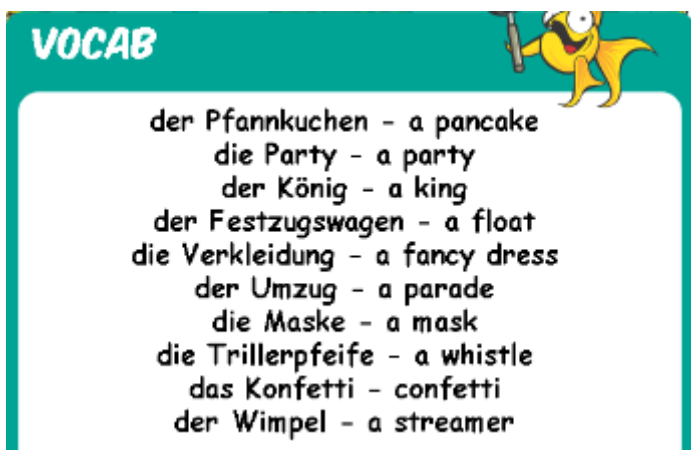 VOCAB
der Pfannkuchen - a pancake
die Party - a party
der König - a king
der Festzugswagen - a float
die Verkleidung - a fancy dress
der Umzug - a parade
die Maske - a mask
die Trillerpfeife - a whistle
das Konfetti - confetti
der Wimpel - a streamer